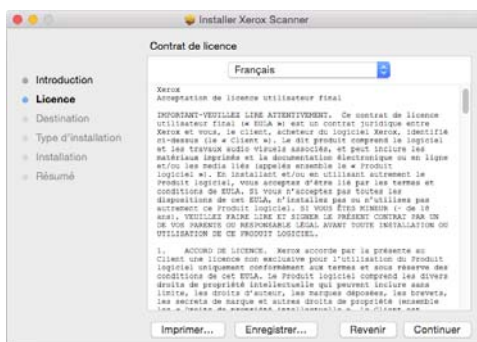 Installer Xerox Scanner
Contrat de licence
Introduction
Licence
Destination
Type d'installation
Installation
Résumé
Français
Xerox
Acceptation de licence utilisateur final
IMPORTANT-VEUILLEZ LIRE ATTENTIVEMENT. Ce contrat de licence
utilisateur final (« EULA ») est un contrat juridique entre
Xerox et vous, le client, acheteur du logiciel Xerox, identifié
ci-dessus (le « Client »). Le dit produit comprend le logiciel
et les travaux audio visuels associés, et peut inclure les
matériaux imprimés et la documentation électronique ou en ligne
et/ou les media liés (appelés ensemble le « Produit
logiciel »). En installant et/ou en utilisant autrement le
Produit logiciel, vous acceptez d'être lié par les termes et
conditions de EULA. Si vous n'acceptez pas toutes les
dispositions de cet EULA, n'installes pas ou n'utilises pas
autrement ce Produit logiciel. SI VOUS ÊTES MINEUR (- de 18
ans), VEUILLEZ FAIRE LIRE ET SIGNER LE PRÉSENT CONTRAT PAR UN
DE VOS PARENTS OU RESPONSABLE LÉGAL AVANT TOUTE INSTALLATION OU
UTILISATION DE CE PRODUIT LOGICIEL.
1. ACCORD DE LICENCE. Xerox accorde par la présente au
Client une licence non exclusive pour l'utilisation du Produit
logiciel uniquement conformément aux termes et sous réserve des
conditions de cet EULA. Le Produit logiciel comprend les divers
droits de propriété intellectuelle qui peuvent inclure sans
limite, les droits d'auteur, les marques déposées, les brevets,
les secrets de marque et autres droits de propriété (ensemble
Imprimer...
Enregistrer...
Revenir
Continuer